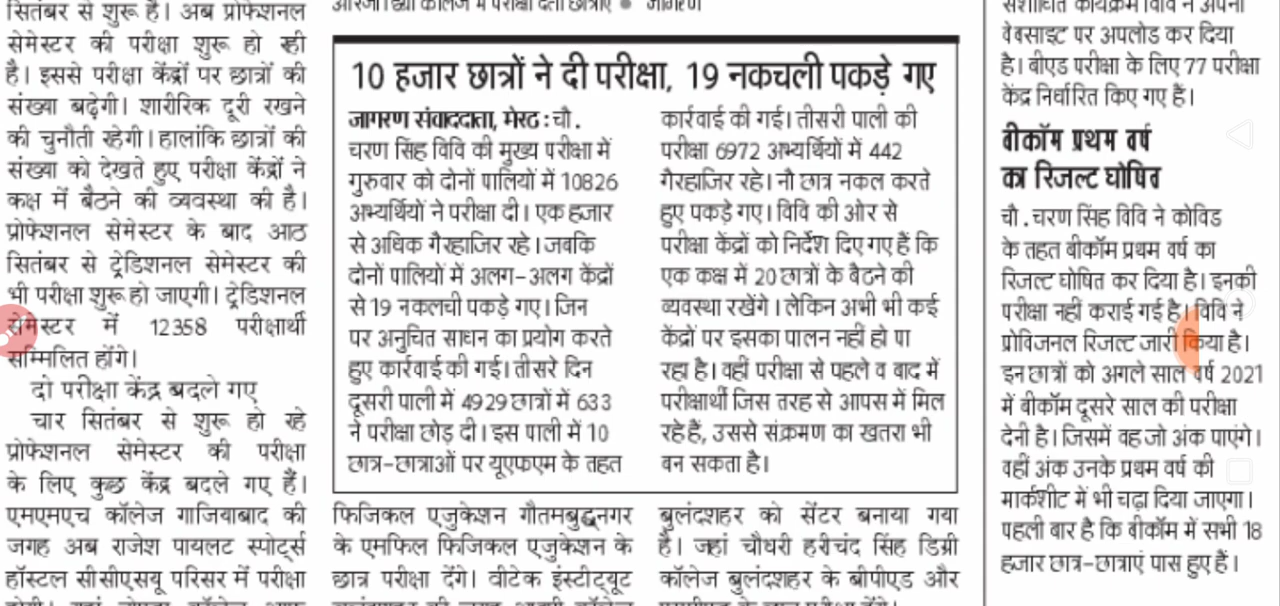 सितंबर से शुरू है। अब प्रोफेशनल
सेमेस्टर की परीक्षा शुरू हो रही
है। इससे परीक्षा केंद्रों पर छात्रों की
संख्या बढ़ेगी। शारीरिक दूरी रखने
की चुनौती रहेगी। हालांकि छात्रों की
संख्या को देखते हुए परीक्षा केंद्रों ने
कक्ष में बैठने की व्यवस्था की है।
प्रोफेशनल सेमेस्टर के बाद आठ
सितंबर से ट्रेडिशनल सेमेस्टर की
भी परीक्षा शुरू हो जाएगी। ट्रेडिशनल
सेमेस्टर में 12358 परीक्षार्थी
सम्मिलित होंगे।
दो परीक्षा केंद्र बदले गए
चार सितंबर से शुरू हो रहे
प्रोफेशनल सेमेस्टर की परीक्षा
के लिए कुछ केंद्र बदले गए हैं।
एमएमएच कॉलेज गाजियाबाद की
जगह अब राजेश पायलट स्पोर्ट्स
हॉस्टल सीसीएसयू परिसर में परीक्षा
जागरण
10 हजार छात्रों ने दी परीक्षा, 19 नकचली पकड़े गए
जागरण संवाददाता, मेरठ : चौ.
चरण सिंह विवि की मुख्य परीक्षा में
गुरुवार को दोनों पालियों में 10826
अभ्यर्थियों ने परीक्षा दी। एक हजार
से अधिक गैरहाजिर रहे। जबकि
दोनों पालियों में अलग-अलग केंद्रों
से 19 नकलची पकड़े गए। जिन
पर अनुचित साधन का प्रयोग करते
हुए कार्रवाई की गई। तीसरे दिन
दूसरी पाली में 4929 छात्रों में 633
ने परीक्षा छोड़ दी। इस पाली में 10
छात्र-छात्राओं पर यूएफएम के तहत
कार्रवाई की गई। तीसरी पाली की
परीक्षा 6972 अभ्यर्थियों में 442
गैरहाजिर रहे। नौ छात्र नकल करते
हुए पकड़े गए। विवि की ओर से
परीक्षा केंद्रों को निर्देश दिए गए हैं कि
एक कक्ष में 20 छात्रों के बैठने की
व्यवस्था रखेंगे। लेकिन अभी भी कई
केंद्रों पर इसका पालन नहीं हो पा
रहा है। वहीं परीक्षा से पहले व बाद में
परीक्षार्थी जिस तरह से आपस में मिल
रहे हैं, उससे संक्रमण का खतरा भी
बन सकता है।
फिजिकल एजुकेशन गौतमबुद्धनगर
के एमफिल फिजिकल एजुकेशन के
छात्र परीक्षा देंगे। वीटेक इंस्टीट्यूट
बुलंदशहर को सेंटर बनाया गया
है। जहां चौधरी हरीचंद सिंह डिग्री
कॉलेज बुलंदशहर के बीपीएड और
संशोधित कार्यक्रम विवि ने अपनी
वेबसाइट पर अपलोड कर दिया
है। बीएड परीक्षा के लिए 77 परीक्षा
केंद्र निर्धारित किए गए हैं।
बीकॉम प्रथम वर्ष
का रिजल्ट घोषित
चौ. चरण सिंह विवि ने कोविड
के तहत बीकॉम प्रथम वर्ष का
रिजल्ट घोषित कर दिया है। इनकी
परीक्षा नहीं कराई गई है। विवि ने
प्रोविजनल रिजल्ट जारी किया है।
इन छात्रों को अगले साल वर्ष 2021
में बीकॉम दूसरे साल की परीक्षा
देनी है। जिसमें वह जो अंक पाएंगे।
वहीं अंक उनके प्रथम वर्ष की
मार्कशीट में भी चढ़ा दिया जाएगा।
पहली बार है कि बीकॉम में सभी 18
हजार छात्र-छात्राएं पास हुए हैं।